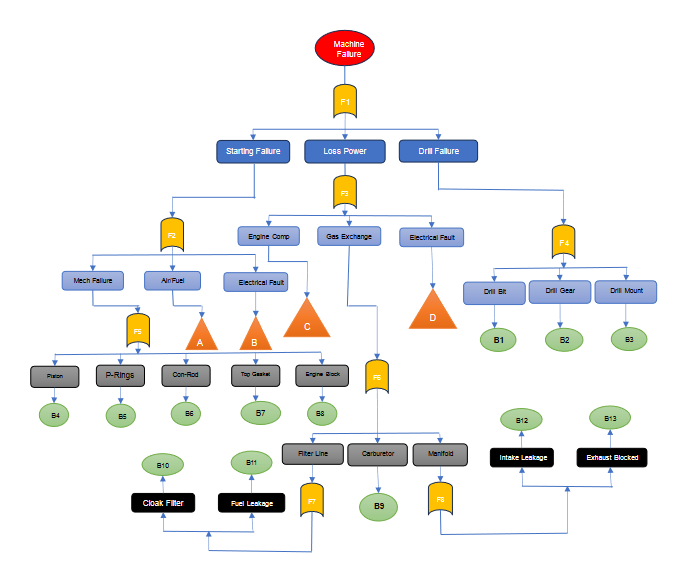 Machine
Failure
F1
Starting Failure
Loss Power
Drill Failure
F3
F2
Engine Comp
Gas Exchange
Electrical Fault
F4
Mech Failure
Air/Fuel
Electrical Fault
Drill Bit
Drill Gear
Drill Mount
A
B
C
D
F5
B1
B2
B3
Piston
P-Rings
Con-Rod
Top Gasket
Engine Block
F6
B4
B5
B6
B7
B8
B12
B13
Filter Line
Carburetor
Manifold
Intake Leakage
Exhaust Blocked
B10
B11
Cloak Filter
Fuel Leakage
F7
B9
F8